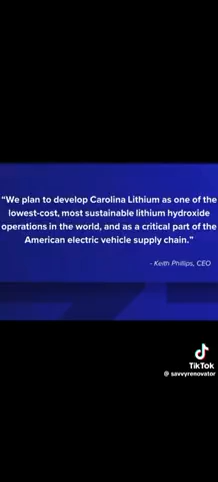 "We plan to develop Carolina Lithium as one of the
lowest-cost, most sustainable lithium hydroxide
operations in the world, and as a critical part of the
American electric vehicle supply chain."
- Keith Phillips, CEO
TikTok
@ savvyrenovator